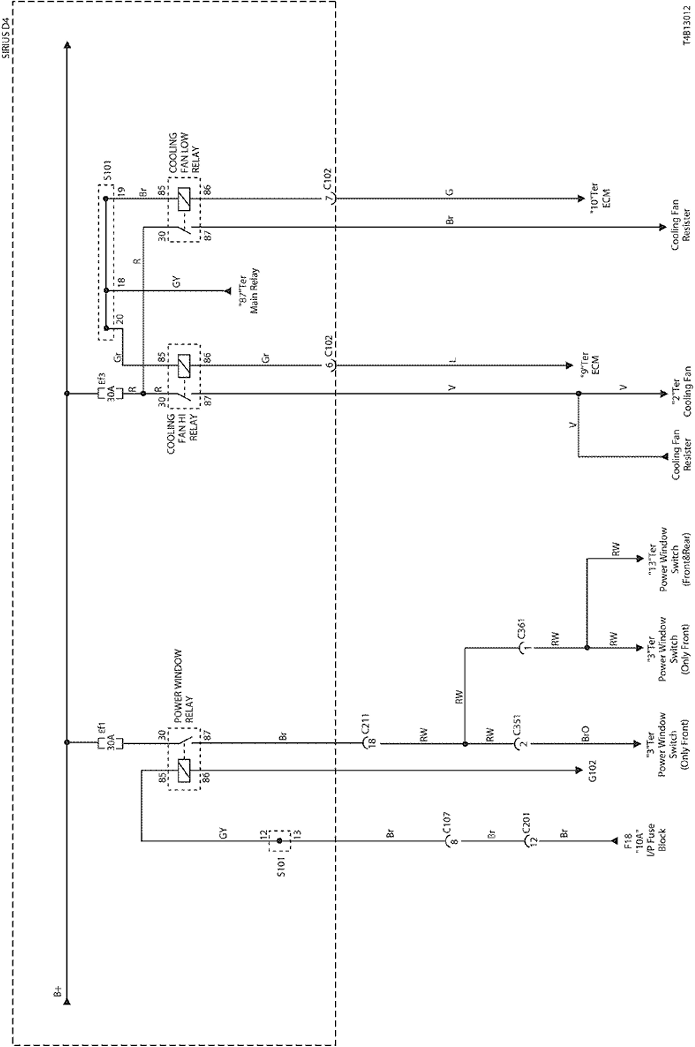 SIRIUS D4
B+
Ef1
30A
30
87
85
86
POWER WINDOW
RELAY
GY
12
13
S101
Br
8
C107
Br
12
C201
Br
F18
"10A"
I/P Fuse
Block
G102
Br
18
C211
RW
RW
RW
2
C351
BrO
"3"Ter
Power Window
Switch
(Only Front)
1
C361
RW
RW
"3"Ter
Power Window
Switch
(Only Front)
RW
"13"Ter
Power Window
Switch
(Front&Rear)
Ef3
30A
R
R
R
30
87
85
86
COOLING
FAN HI
RELAY
Gr
Gr
6
C102
L
"9"Ter
ECM
V
V
V
"2"Ter
Cooling Fan
Cooling Fan
Resister
S101
20
18
19
GY
"87"Ter
Main Relay
Br
30
87
85
86
COOLING
FAN LOW
RELAY
7
C102
G
"10"Ter
ECM
Br
Cooling Fan
Resister
T4B13012